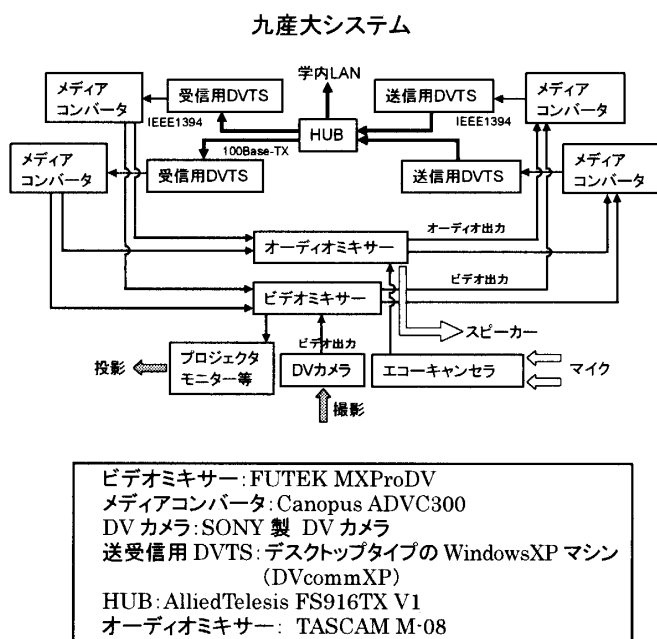 九産大システム
学内LAN
メディア
コンバータ
受信用DVTS
送信用DVTS
メディア
コンバータ
IEEE1394
HUB
IEEE1394
100Base-TX
メディア
コンバータ
受信用DVTS
送信用DVTS
メディア
コンバータ
オーディオ出力
オーディオミキサー
ビデオ出力
ビデオミキサー
スピーカー
ビデオ出力
投影
プロジェクタ
モニター等
DVカメラ
エコーキャンセラ
マイク
撮影
ビデオミキサー:FUTEK MXProDV
メディアコンバータ:Canopus ADVC300
DV カメラ:SONY 製 DV カメラ
送受信用 DVTS:デスクトップタイプの WindowsXP マシン
(DVcommXP)
HUB:AlliedTelesis FS916TX V1
オーディオミキサー: TASCAM M-08